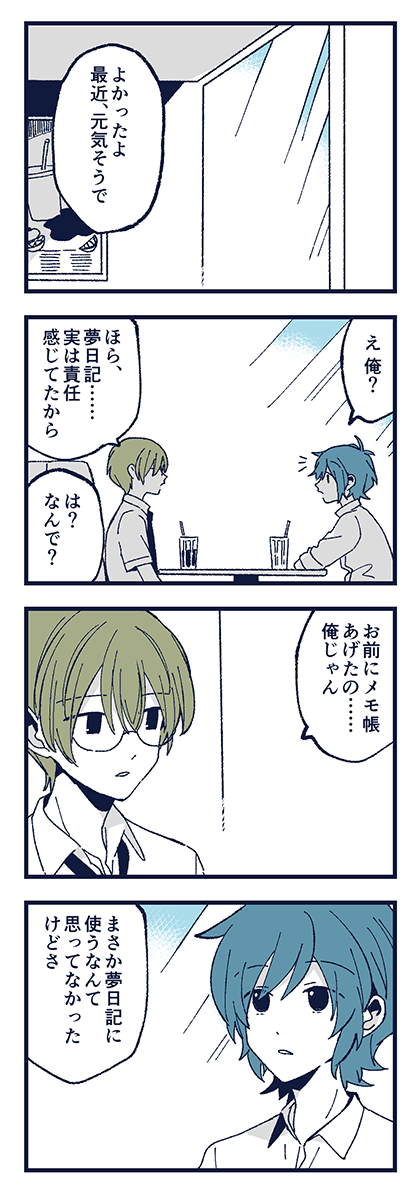 よかったよ
最近、元気そうで
え 俺？
ほら、
夢日記……
実は責任
感じてたから
は？
なんで？
お前にメモ帳
あげたの……
俺じゃん
まさか夢日記に
使うなんて
思ってなかった
けどさ